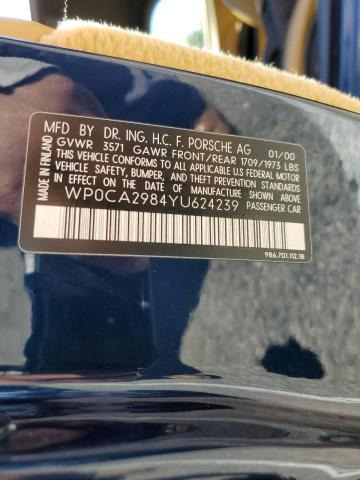 MFD BY DR. ING. H.C. F. PORSCHE AG 01/00
GVWR 3571 GAWR FRONT/REAR 1709/1973 LBS
THIS VEHICLE CONFORMS TO ALL APPLICABLE U.S FEDERAL MOTOR
VEHICLE SAFETY, BUMPER, AND THEFT PREVENTION STANDARDS
IN EFFECT ON THE DATE OF MANUFACTURE SHOWN ABOVE
WP0CA2984YU624239 PASSENGER CAR
MADE IN FINLAND
986.701.112.18